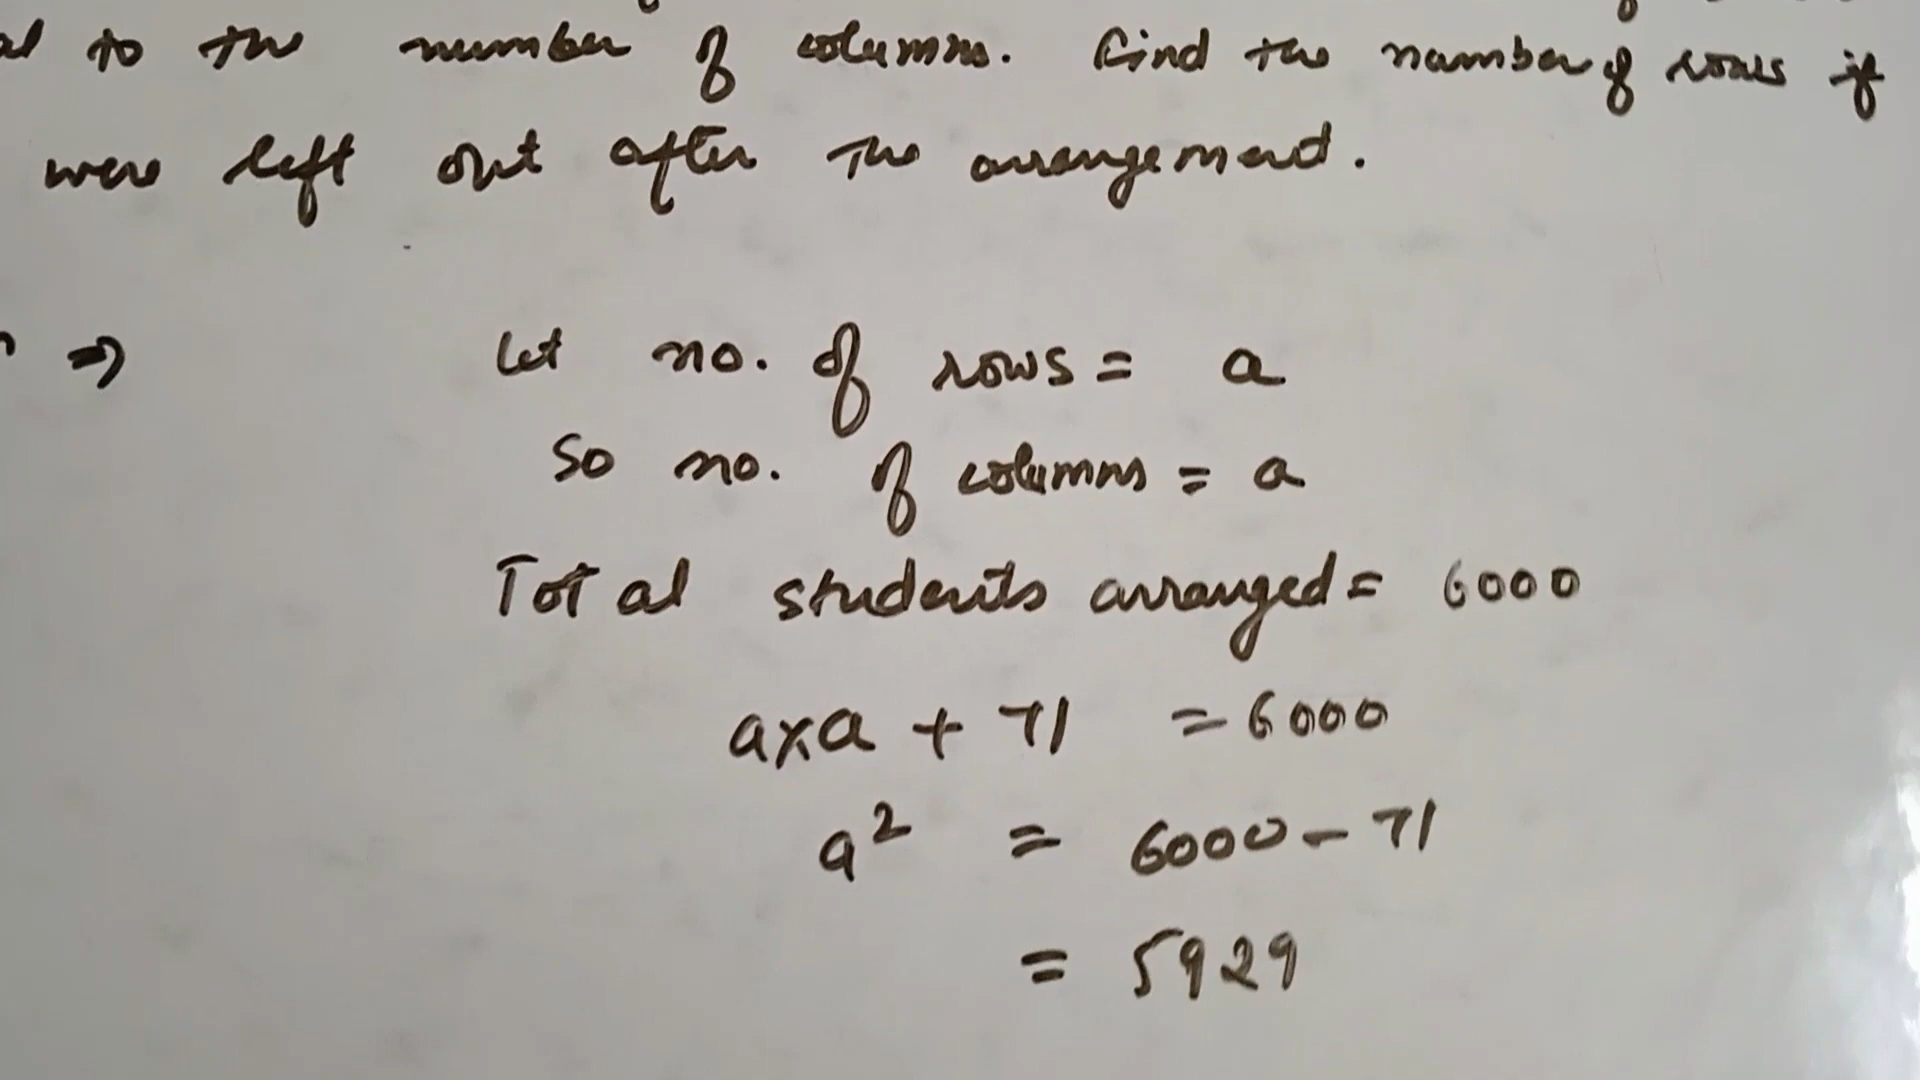 to the number of columns. Find the number of rows if
were left out after the arrangement.
⇒ Let no. of rows = a
So no. of columns = a
Total students arranged = 6000
axa + 71 = 6000
a² = 6000 - 71
= 5929